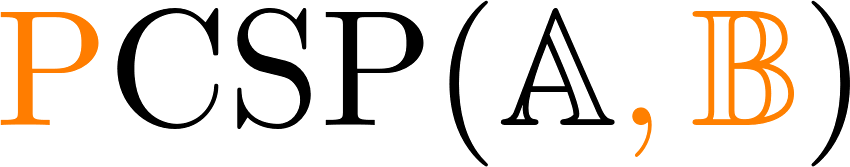 PCSP(𝔸, 𝔹)